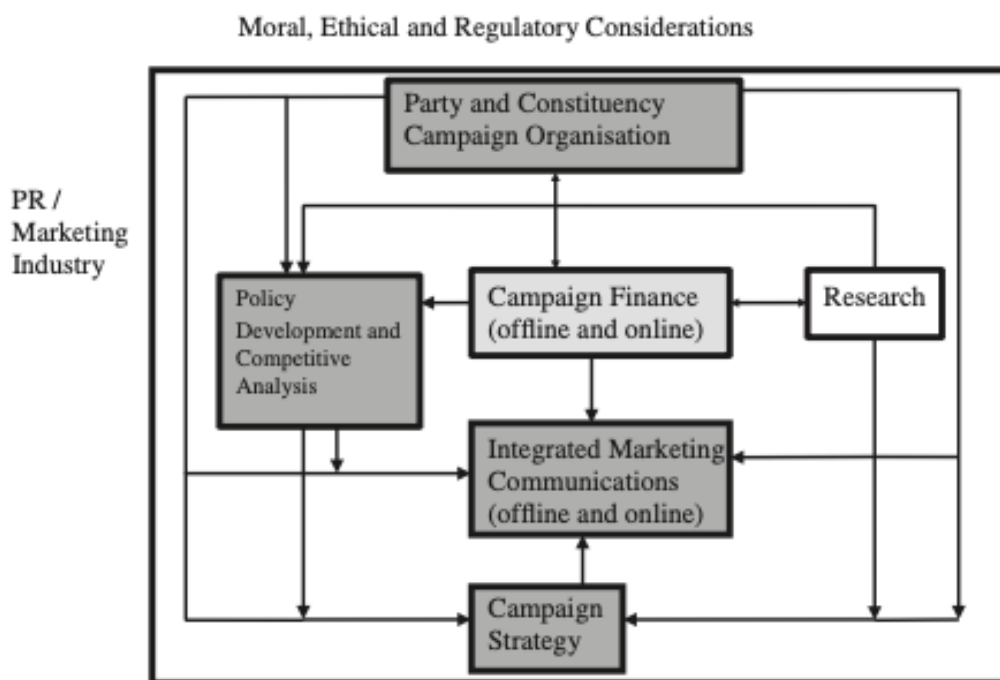 Moral, Ethical and Regulatory Considerations
Party and Constituency
Campaign Organisation
PR /
Marketing
Industry
Policy
Development and
Competitive
Analysis
Campaign Finance
(offline and online)
Research
Integrated Marketing
Communications
(offline and online)
Campaign
Strategy